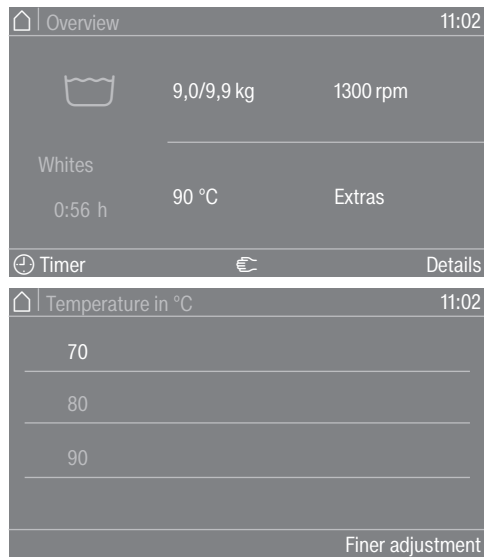 Overview 11:02
9,0/9,9 kg 1300 rpm
Whites
0:56 h
90 °C Extras
Timer Details
Temperature in °C 11:02
70
80
90
Finer adjustment